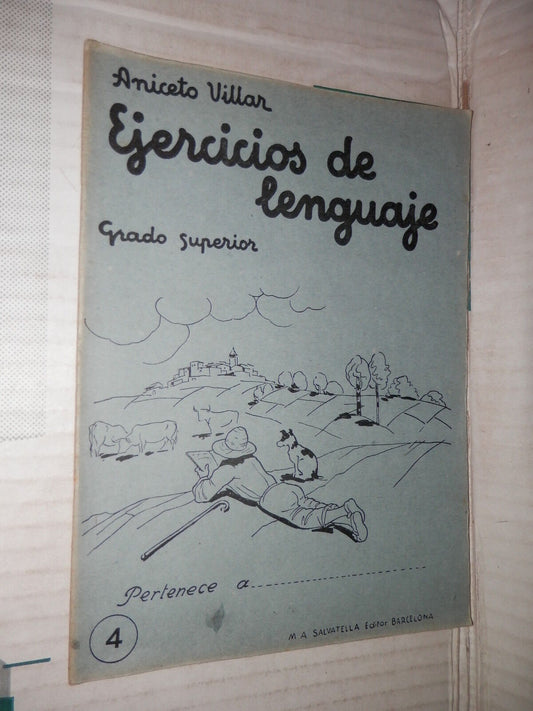 Aniceto Villar
Ejercicios de
lenguaje
Grado Superior
Pertenece a
4
M. A. SALVATELLA Editor BARCELONA